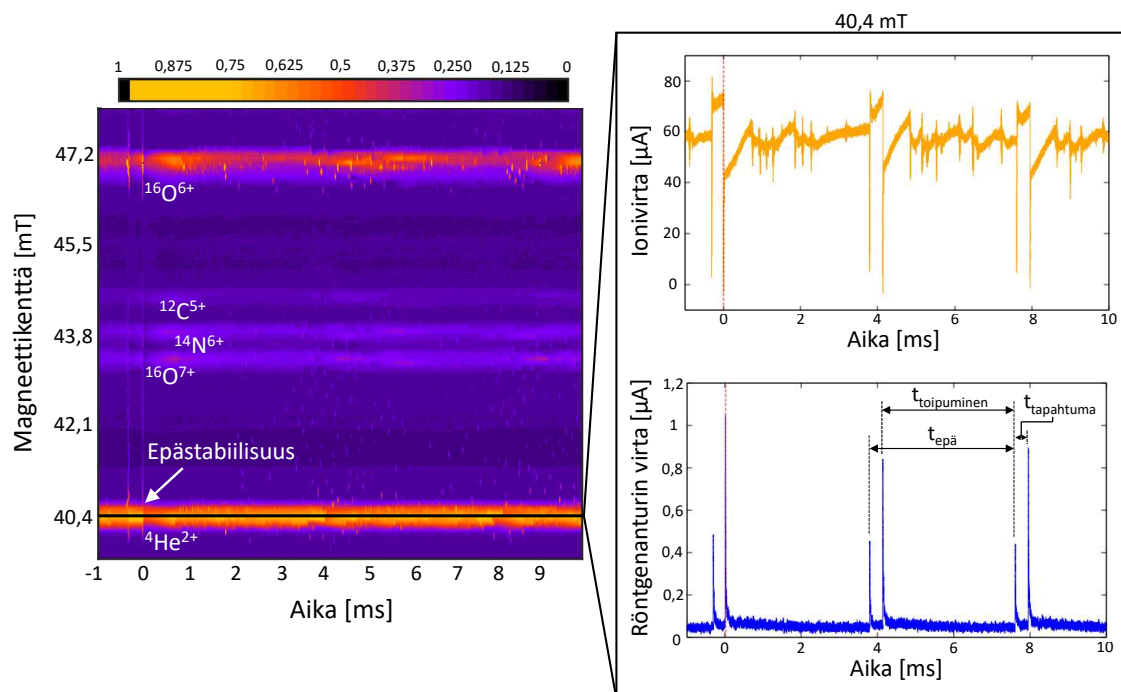 40,4 mT
1 0,875 0,75 0,625 0,5 0,375 0,250 0,125 0
Magneettikenttä [mT]
47,2
45,5
43,8
42,1
40,4
¹⁶O⁶⁺
¹²C⁵⁺
¹⁴N⁶⁺
¹⁶O⁷⁺
Epästabiilisuus
⁴He²⁺
-1 0 1 2 3 4 5 6 7 8 9
Aika [ms]
Ionivirta [µA]
80
60
40
20
0
0 2 4 6 8 10
Aika [ms]
Röntgenanturin virta [µA]
1,2
1
0,8
0,6
0,4
0,2
0
t_toipuminen
t_tapahtuma
t_epä
0 2 4 6 8 10
Aika [ms]